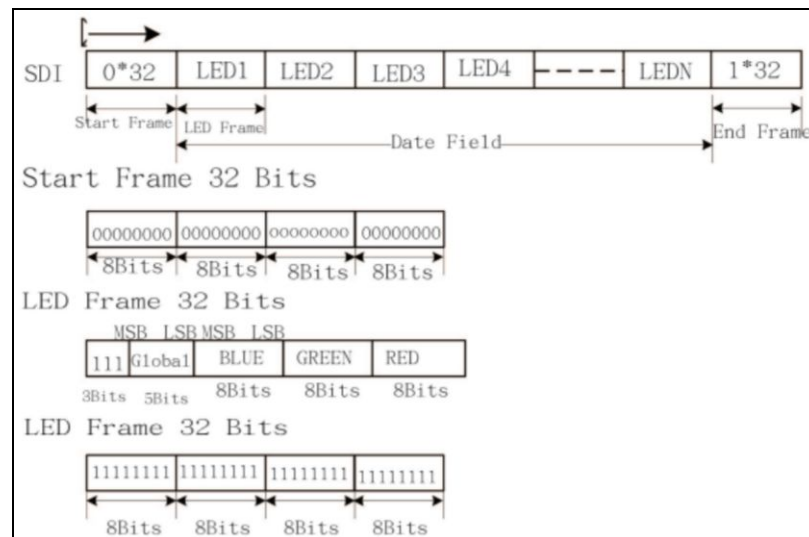 SDI 0*32 LED1 LED2 LED3 LED4 LEDN 1*32
Start Frame LED Frame Date Field End Frame
Start Frame 32 Bits
00000000 00000000 00000000 00000000
8Bits 8Bits 8Bits 8Bits
LED Frame 32 Bits
MSB LSB MSB LSB
111 Global BLUE GREEN RED
3Bits 5Bits 8Bits 8Bits 8Bits
LED Frame 32 Bits
11111111 11111111 11111111 11111111
8Bits 8Bits 8Bits 8Bits